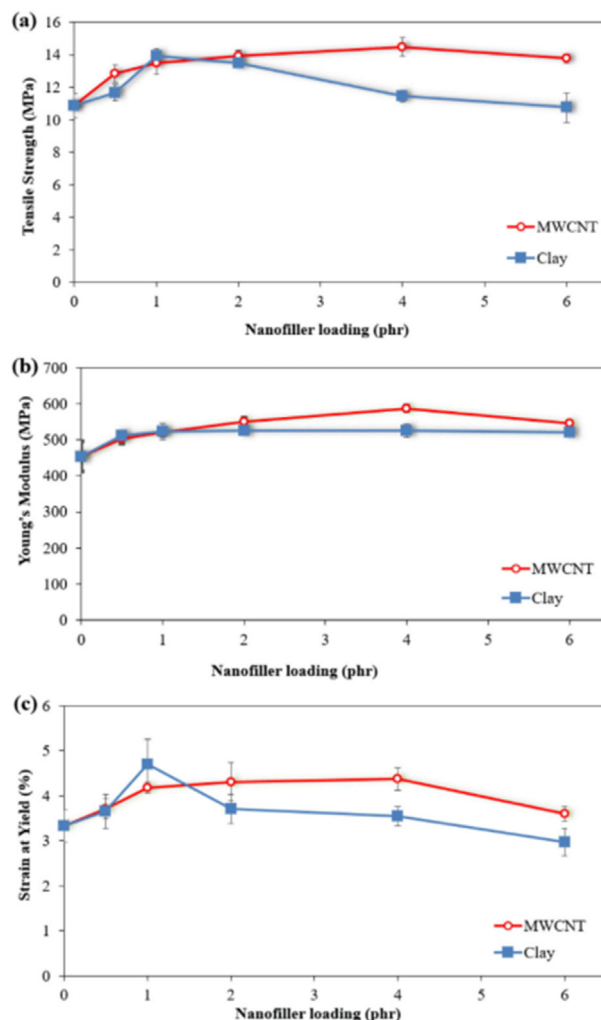 (a)
16
14
12
10
8
6
4
2
0
Tensile Strength (MPa)
MWCNT
Clay
0 1 2 3 4 5 6
Nanofiller loading (phr)
(b)
700
600
500
400
300
200
100
0
Young's Modulus (MPa)
MWCNT
Clay
0 1 2 3 4 5 6
Nanofiller loading (phr)
(c)
6
5
4
3
2
1
0
Strain at Yield (%)
MWCNT
Clay
0 1 2 3 4 5 6
Nanofiller loading (phr)